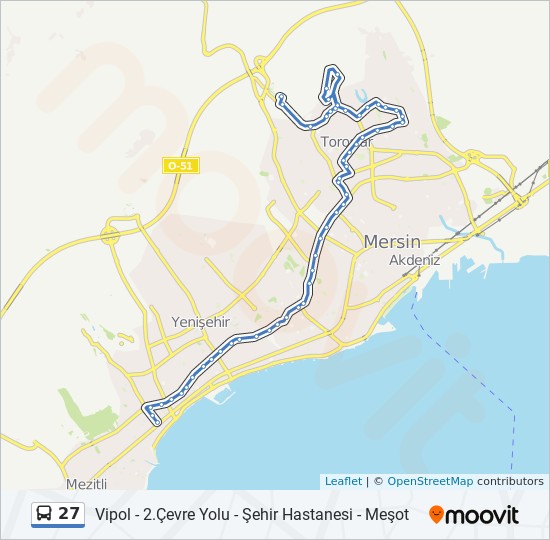 O-51
Toroslar
Mersin
Akdeniz
Yenişehir
Mezitli
Leaflet | © OpenStreetMap contributors
27 Vipol - 2.Çevre Yolu - Şehir Hastanesi - Meşot moovit